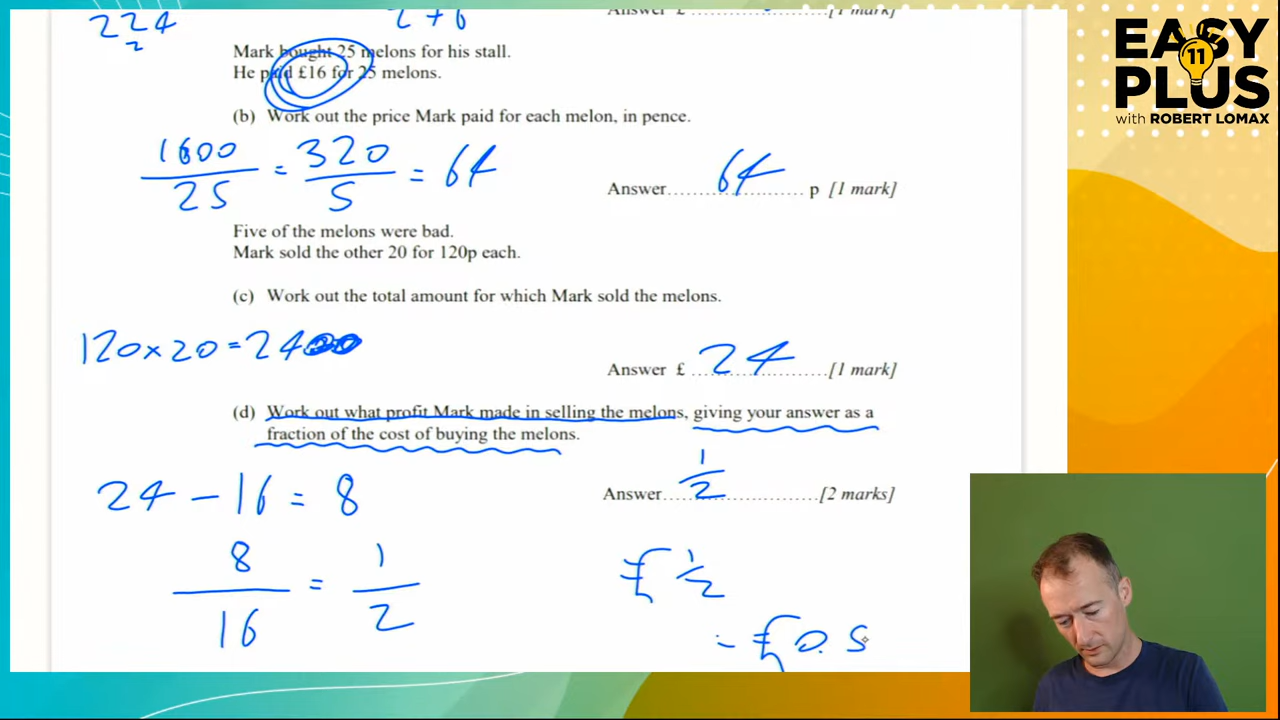 224
2
2 + 6
Answer £ [1 mark]
EASY
11
PLUS
with ROBERT LOMAX
Mark bought 25 melons for his stall.
He paid £16 for 25 melons.
(b) Work out the price Mark paid for each melon, in pence.
1600/25 = 320/5 = 64
Answer 64 p [1 mark]
Five of the melons were bad.
Mark sold the other 20 for 120p each.
(c) Work out the total amount for which Mark sold the melons.
120 × 20 = 24
Answer £ 24 [1 mark]
(d) Work out what profit Mark made in selling the melons, giving your answer as a
fraction of the cost of buying the melons.
Answer 1/2 [2 marks]
24 - 16 = 8
8/16 = 1/2
£ 1/2
= £0.5